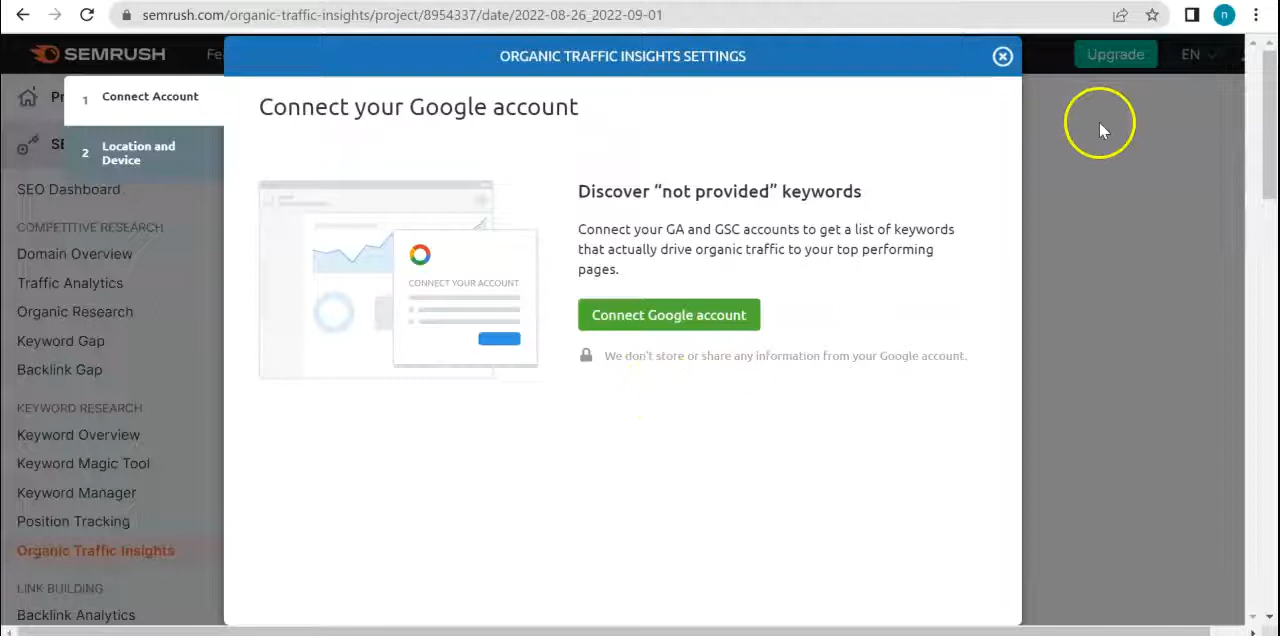 semrush.com/organic-traffic-insights/project/8954337/date/2022-08-26_2022-09-01
n
SEMRUSH
Fe
ORGANIC TRAFFIC INSIGHTS SETTINGS
Upgrade
EN
1 Connect Account
2 Location and
Device
SEO Dashboard
COMPETITIVE RESEARCH
Domain Overview
Traffic Analytics
Organic Research
Keyword Gap
Backlink Gap
KEYWORD RESEARCH
Keyword Overview
Keyword Magic Tool
Keyword Manager
Position Tracking
Organic Traffic Insights
LINK BUILDING
Backlink Analytics
Connect your Google account
CONNECT YOUR ACCOUNT
Discover “not provided” keywords
Connect your GA and GSC accounts to get a list of keywords
that actually drive organic traffic to your top performing
pages.
Connect Google account
We don't store or share any information from your Google account.